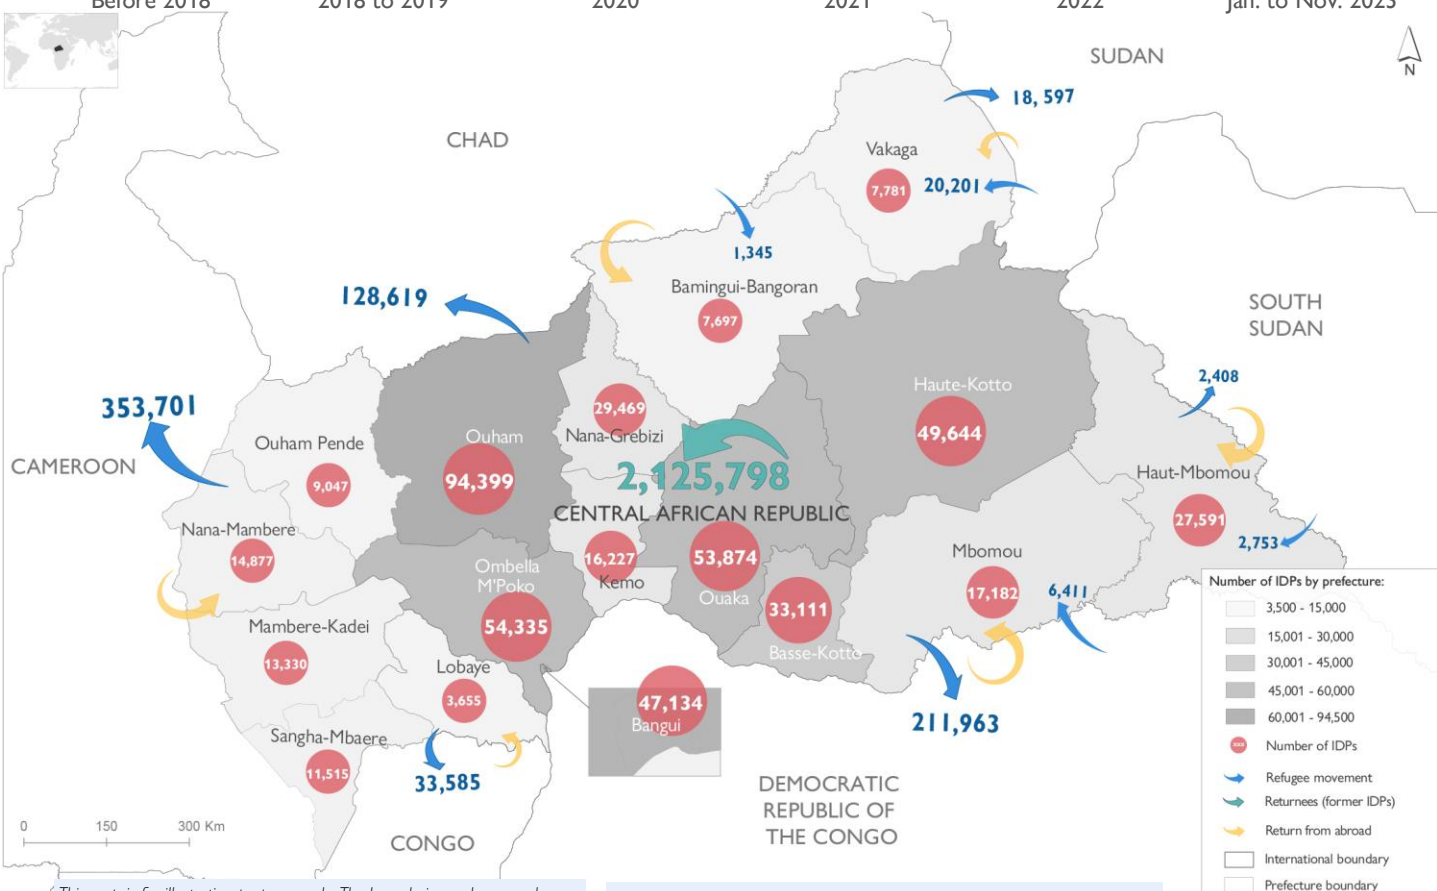 Before 2018
2018 to 2019
2020
2021
2022
Jan. to Nov. 2023
SUDAN
N
18, 597
CHAD
Vakaga
7,781
20,201
1,345
Bamingui-Bangoran
7,697
128,619
SOUTH
SUDAN
2,408
Haute-Kotto
49,644
353,701
29,469
Nana-Grebizi
Ouham
94,399
Ouham Pende
9,047
CAMEROON
2,125,798
CENTRAL AFRICAN REPUBLIC
Haut-Mbomou
27,591
2,753
Nana-Mambere
14,877
Ombella
M'Poko
54,335
16,227
Kemo
53,874
Ouaka
33,111
Basse-Kotto
Mbomou
17,182
6,411
Mambere-Kadei
13,330
Lobaye
3,655
47,134
Bangui
211,963
Sangha-Mbaere
11,515
33,585
DEMOCRATIC
REPUBLIC OF
THE CONGO
CONGO
0 150 300 Km
Number of IDPs by prefecture:
3,500 - 15,000
15,001 - 30,000
30,001 - 45,000
45,001 - 60,000
60,001 - 94,500
xxx Number of IDPs
Refugee movement
Returnees (former IDPs)
Return from abroad
International boundary
Prefecture boundary